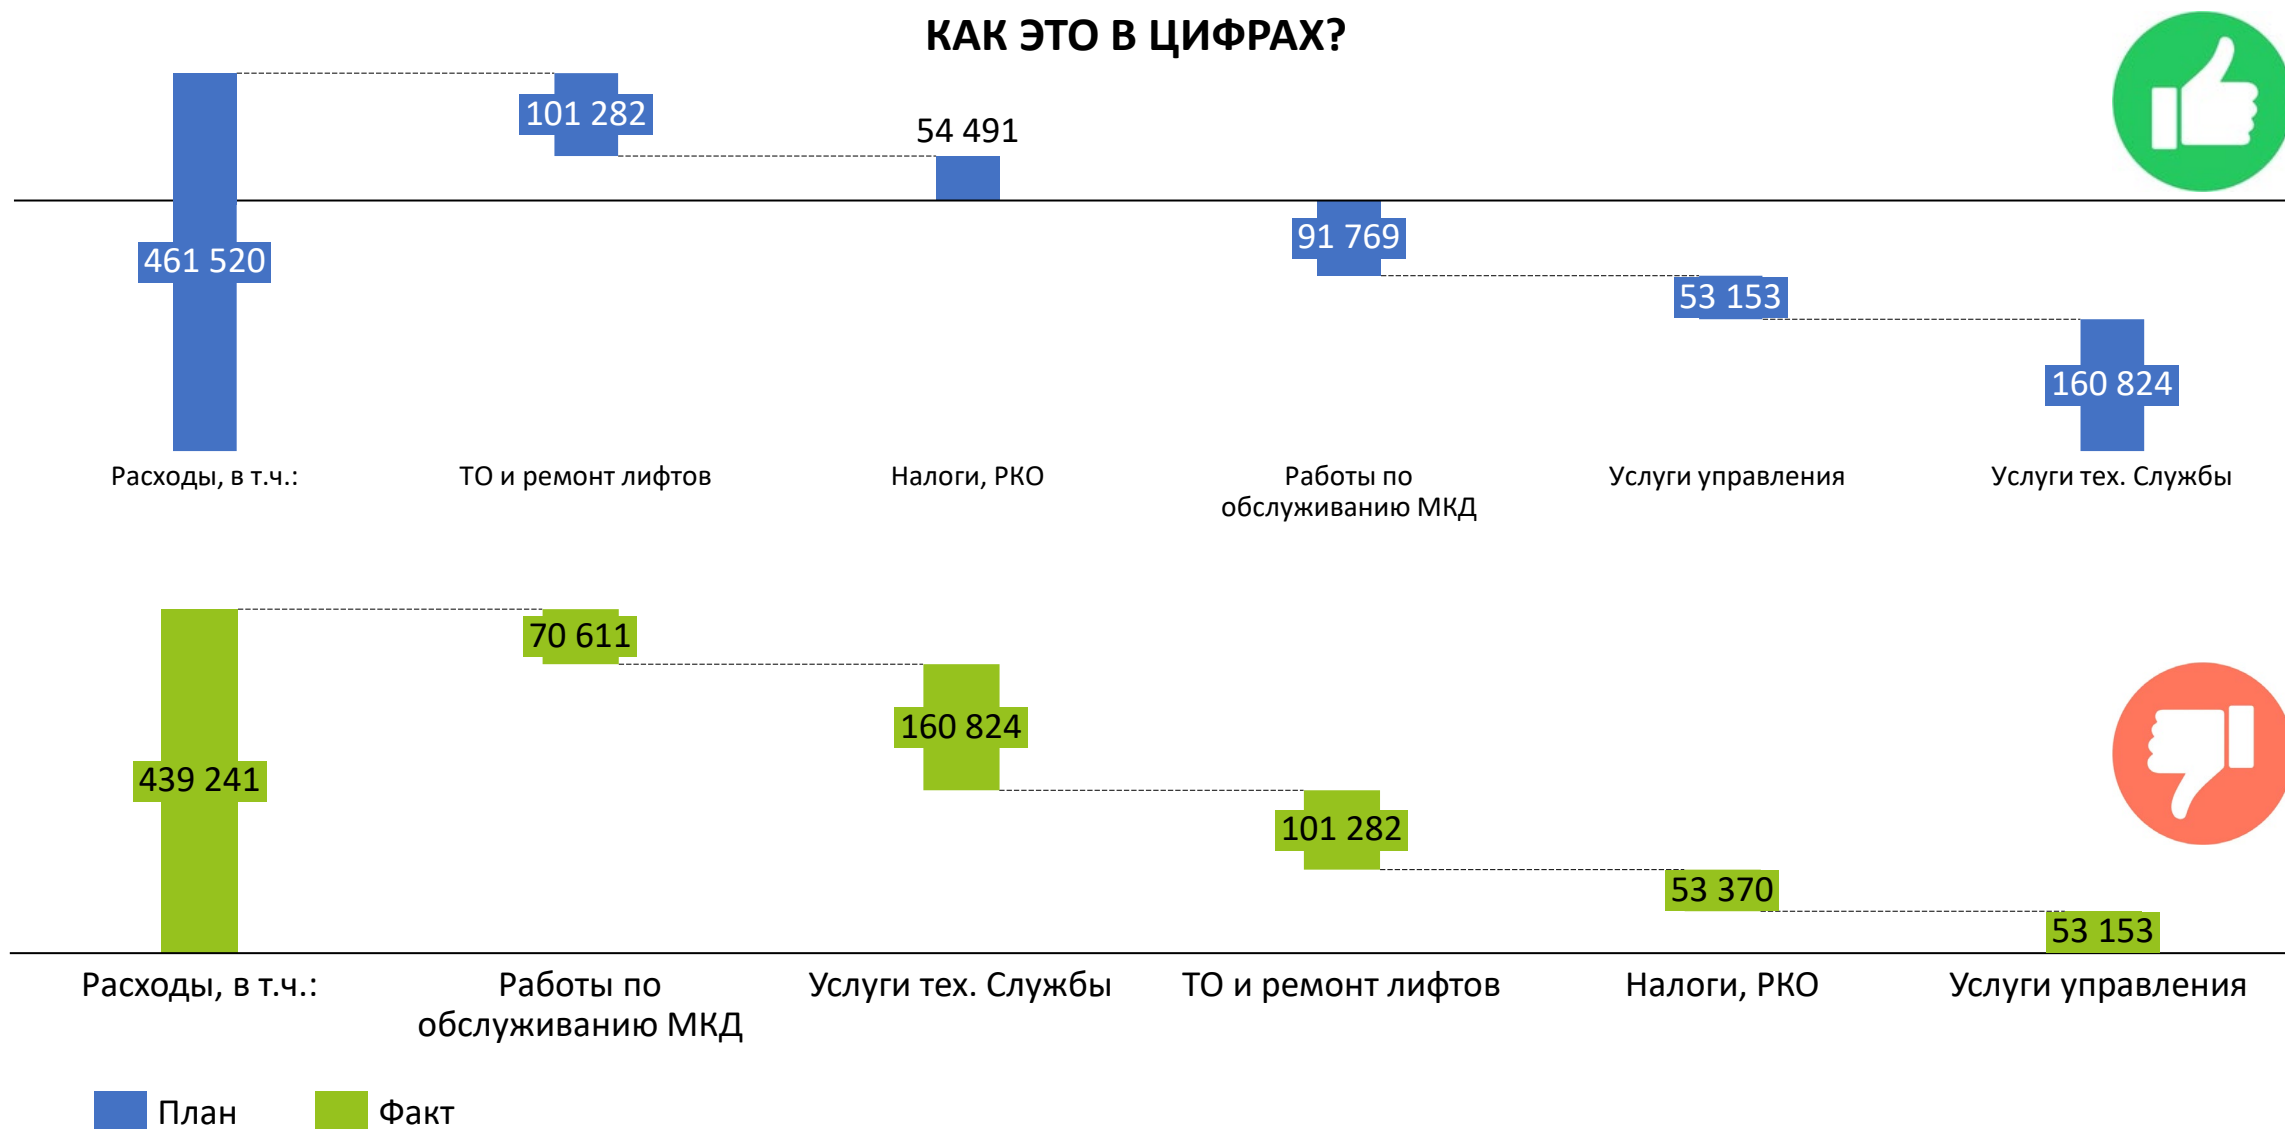 КАК ЭТО В ЦИФРАХ?
101 282
54 491
91 769
461 520
53 153
160 824
Расходы, в т.ч.:
ТО и ремонт лифтов
Налоги, РКО
Работы по
обслуживанию МКД
Услуги управления
Услуги тех. Службы
70 611
160 824
439 241
101 282
53 370
53 153
Расходы, в т.ч.:
Работы по
обслуживанию МКД
Услуги тех. Службы
ТО и ремонт лифтов
Налоги, РКО
Услуги управления
План
Факт